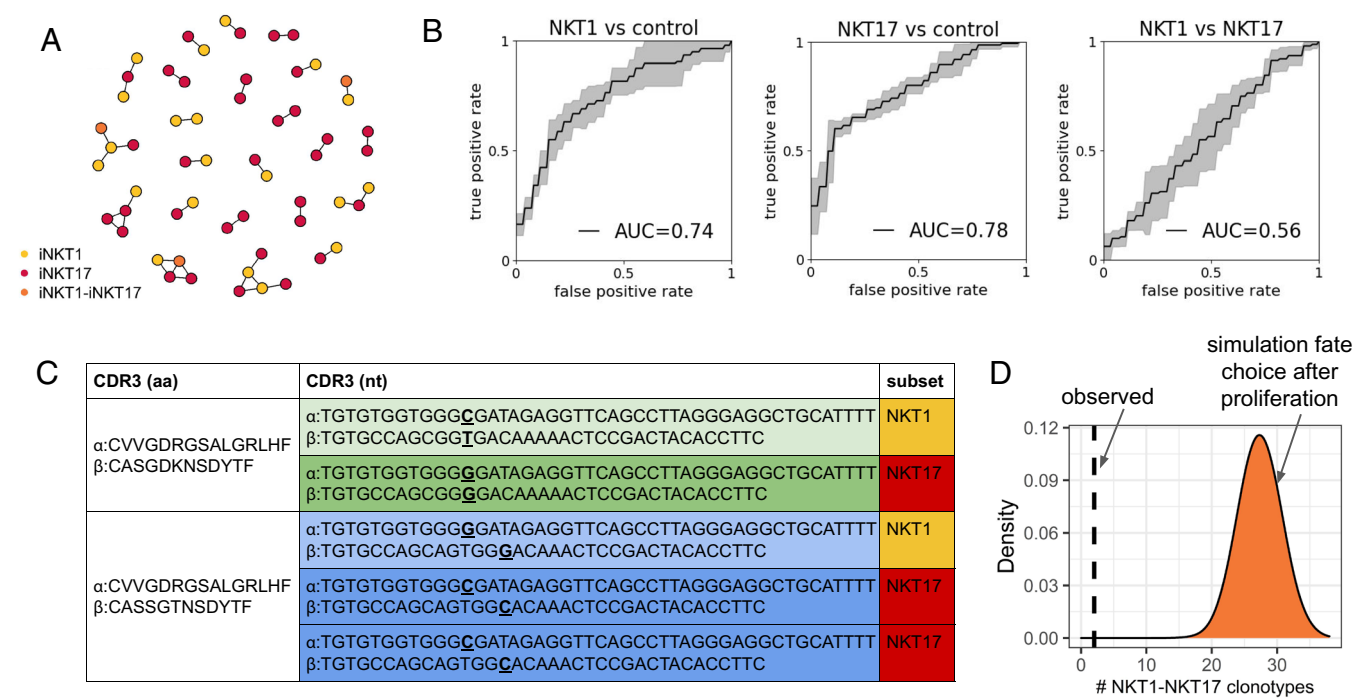 A
iNKT1
iNKT17
iNKT1-iNKT17
B
NKT1 vs control
1
0.5
0
0
0.5
1
true positive rate
false positive rate
AUC=0.74
NKT17 vs control
1
0.5
0
0
0.5
1
true positive rate
false positive rate
AUC=0.78
NKT1 vs NKT17
1
0.5
0
0
0.5
1
true positive rate
false positive rate
AUC=0.56
C
CDR3 (aa) CDR3 (nt) subset
α:CVVGDRGSALGRLHF
β:CASGDKNSDYTF
α:TGTGTGGTGGGCGATAGAGGTTCAGCCTTAGGGAGGCTGCATTTT NKT1
β:TGTGCCAGCGGTGACAAAAACTCCGACTACACCTTC
α:TGTGTGGTGGGGGATAGAGGTTCAGCCTTAGGGAGGCTGCATTTT NKT17
β:TGTGCCAGCGGGGACAAAAACTCCGACTACACCTTC
α:CVVGDRGSALGRLHF
β:CASSGTNSDYTF
α:TGTGTGGTGGGGGATAGAGGTTCAGCCTTAGGGAGGCTGCATTTT NKT1
β:TGTGCCAGCAGTGGGACAAACTCCGACTACACCTTC
α:TGTGTGGTGGGCGATAGAGGTTCAGCCTTAGGGAGGCTGCATTTT NKT17
β:TGTGCCAGCAGTGGCACAAACTCCGACTACACCTTC
α:TGTGTGGTGGGCGATAGAGGTTCAGCCTTAGGGAGGCTGCATTTT NKT17
β:TGTGCCAGCAGTGGCACAAACTCCGACTACACCTTC
D
observed
simulation fate
choice after
proliferation
0.12
0.09
0.06
0.03
0.00
Density
0 10 20 30
# NKT1-NKT17 clonotypes